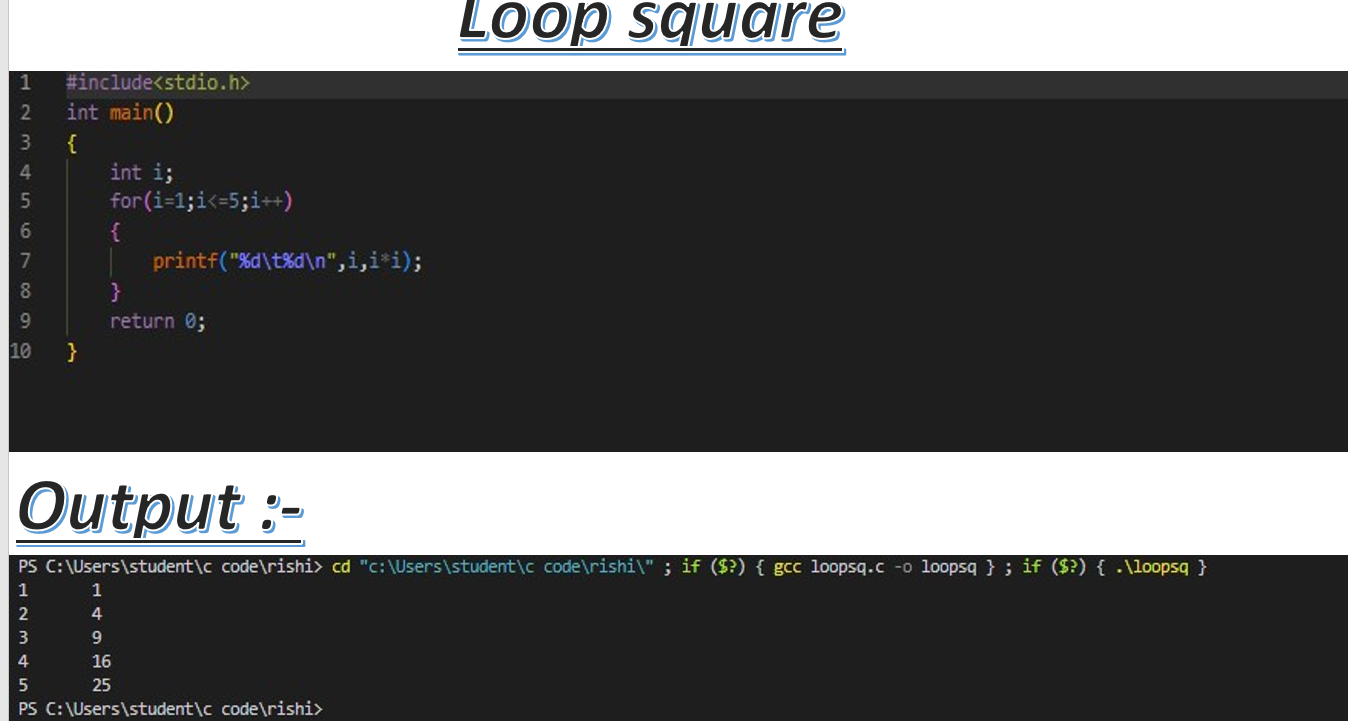 Loop square
1 #include<stdio.h>
2 int main()
3 {
4 int i;
5 for(i=1;i<=5;i++)
6 {
7 printf("%d\t%d\n",i,i*i);
8 }
9 return 0;
10 }
Output :-
PS C:\Users\student\c code\rishi> cd "c:\Users\student\c code\rishi\" ; if ($?) { gcc loopsq.c -o loopsq } ; if ($?) { .\loopsq }
1 1
2 4
3 9
4 16
5 25
PS C:\Users\student\c code\rishi>